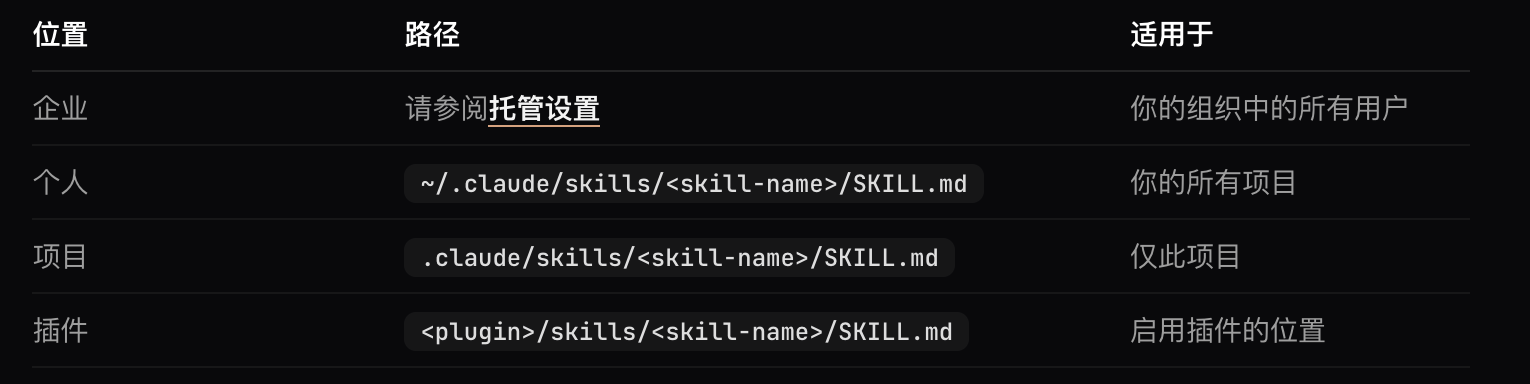 位置 路径 适用于
企业 请参阅托管设置 你的组织中的所有用户
个人 ~/.claude/skills/<skill-name>/SKILL.md 你的所有项目
项目 .claude/skills/<skill-name>/SKILL.md 仅此项目
插件 <plugin>/skills/<skill-name>/SKILL.md 启用插件的位置